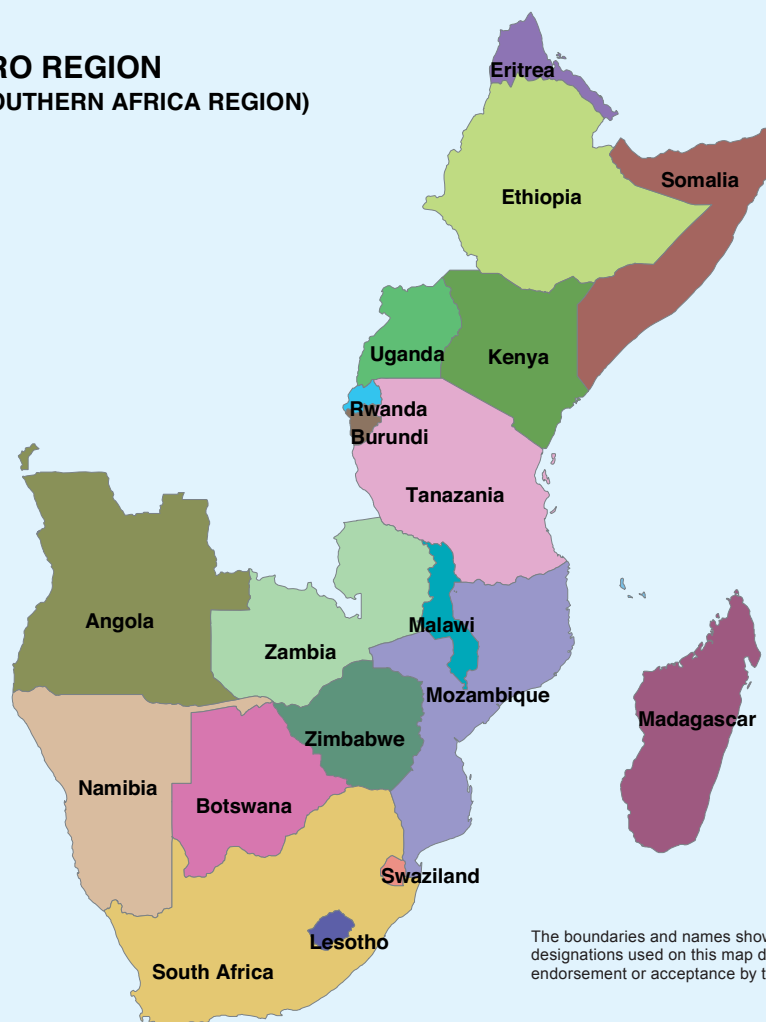 RO REGION
OUTHERN AFRICA REGION)
Eritrea
Somalia
Ethiopia
Uganda
Kenya
Rwanda
Burundi
Tanazania
Angola
Malawi
Zambia
Mozambique
Madagascar
Zimbabwe
Namibia
Botswana
Swaziland
Lesotho
South Africa
The boundaries and names show
designations used on this map d
endorsement or acceptance by t